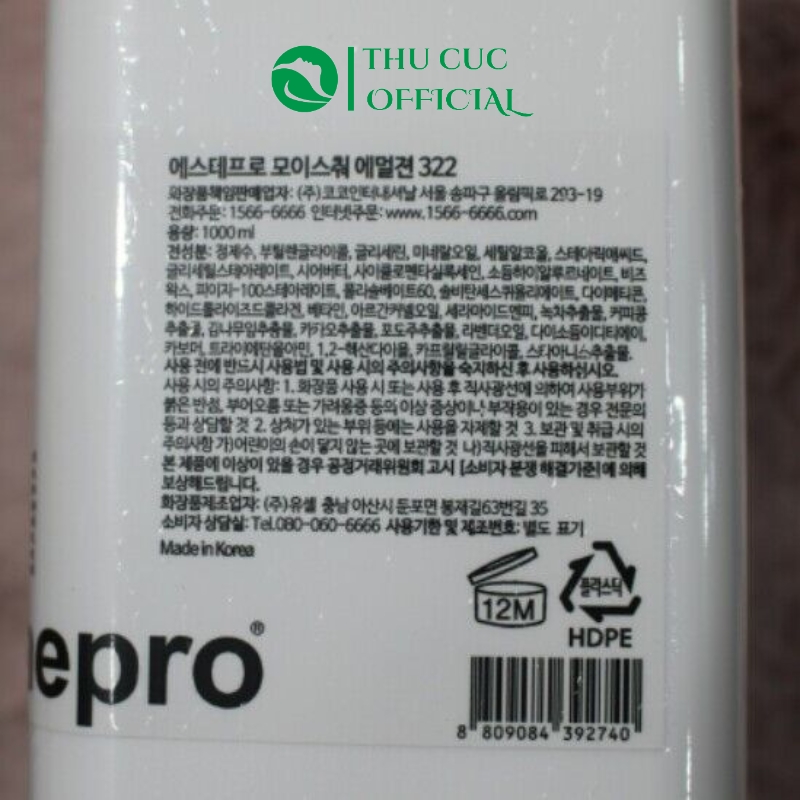 THU CUC
OFFICIAL
에스테프로 모이스춰 에멀젼 322
화장품책임판매업자: (주)코코인터내셔날 서울 송파구 올림픽로 293-19
전화주문: 1566-6666 인터넷주문: www.1566-6666.com
용량: 1000ml
전성분: 정제수, 부틸렌글라이콜, 글리세린, 미네랄오일, 세틸알코올, 스테아릭애씨드,
글리세릴스테아레이트, 시어버터, 사이클로펜타실록세인, 소듐하이알루로네이트, 비즈
왁스, 피이지-100스테아레이트, 폴리솔베이트60, 솔비탄세스퀴올리에이트, 다이메티콘,
하이드롤라이즈드콜라겐, 베타인, 아르간커넬오일, 세라마이드엔피, 녹차추출물, 커피콩
추출물, 감나무잎추출물, 카카오추출물, 포도주추출물, 라벤더오일, 다이소듐이디티에이,
카보머, 트라이에탄올아민, 1,2-헥산다이올, 카프릴릴글라이콜, 스타아니스추출물.
사용 전에 반드시 사용법 및 사용 시의 주의사항을 숙지하신 후 사용하십시오.
사용 시의 주의사항: 1. 화장품 사용 시 또는 사용 후 직사광선에 의하여 사용부위가
붉은 반점, 부어오름 또는 가려움증 등의 이상 증상이나 부작용이 있는 경우 전문의
등과 상담할 것 2. 상처가 있는 부위 등에는 사용을 자제할 것 3. 보관 및 취급 시의
주의사항 가)어린이의 손이 닿지 않는 곳에 보관할 것 나)직사광선을 피해서 보관할 것
본 제품에 이상이 있을 경우 공정거래위원회 고시 [소비자 분쟁 해결기준]에 의해
보상해드립니다.
화장품제조업자: (주)유셀 충남 아산시 둔포면 봉재길63번길 35
소비자 상담실: Tel.080-060-6666 사용기한 및 제조번호: 별도 표기
Made in Korea
12M
플라스틱
HDPE
epro®
8 809084 392740